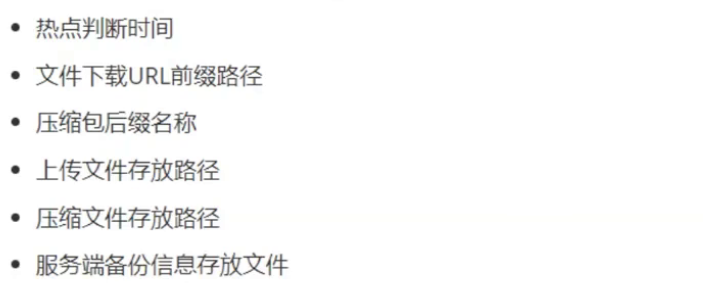 热点判断时间
文件下载URL前缀路径
压缩包后缀名称
上传文件存放路径
压缩文件存放路径
服务端备份信息存放文件